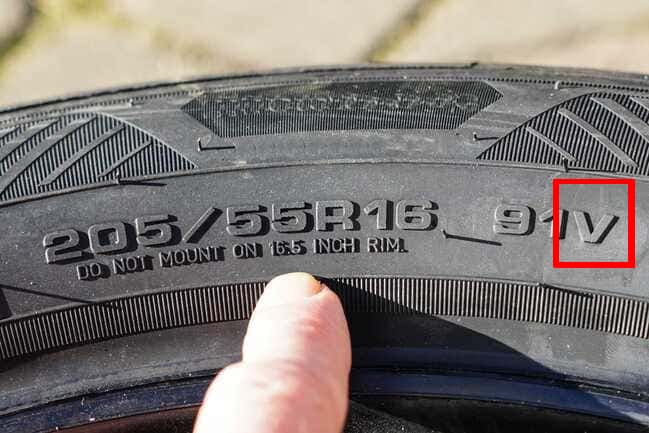 205/55R16 91V
DO NOT MOUNT ON 16.5 INCH RIM.